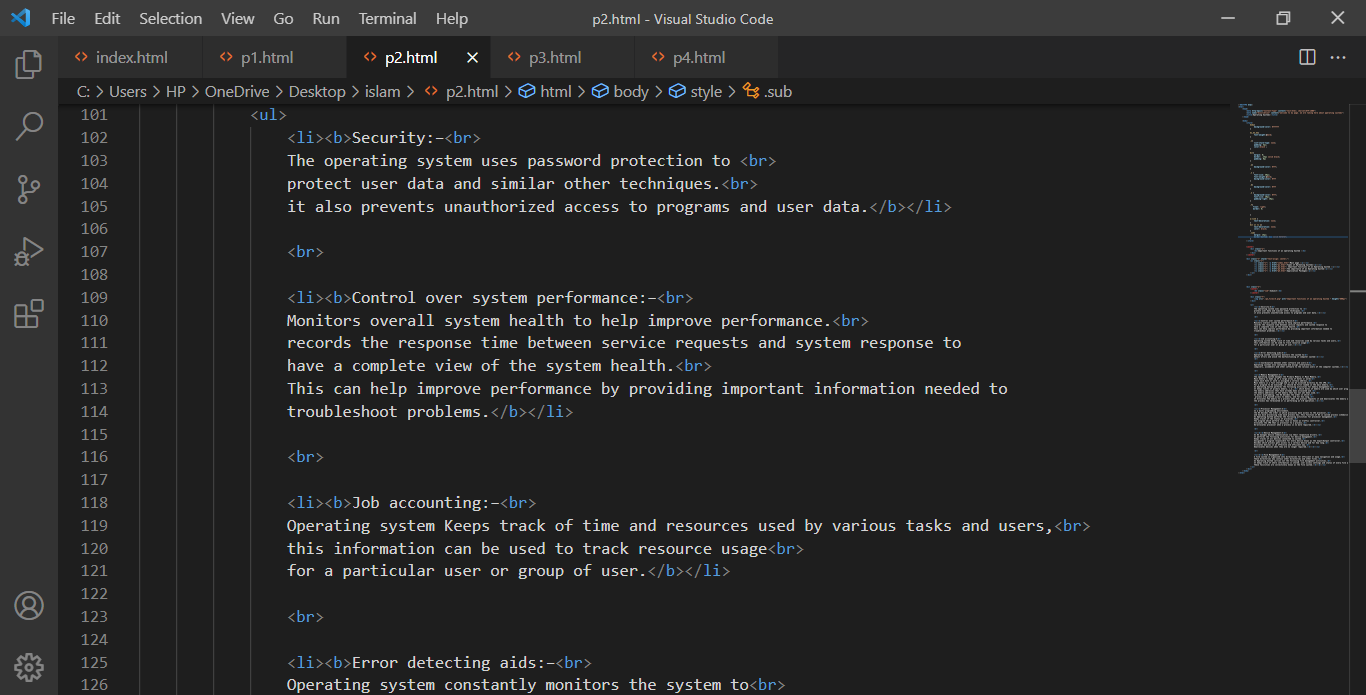 File Edit Selection View Go Run Terminal Help p2.html - Visual Studio Code
index.html p1.html p2.html p3.html p4.html
C: > Users > HP > OneDrive > Desktop > islam > p2.html > html > body > style > .sub
101 <ul>
102 <li><b>Security:-<br>
103 The operating system uses password protection to <br>
104 protect user data and similar other techniques.<br>
105 it also prevents unauthorized access to programs and user data.</b></li>
106
107 <br>
108
109 <li><b>Control over system performance:-<br>
110 Monitors overall system health to help improve performance.<br>
111 records the response time between service requests and system response to
112 have a complete view of the system health.<br>
113 This can help improve performance by providing important information needed to
114 troubleshoot problems.</b></li>
115
116 <br>
117
118 <li><b>Job accounting:-<br>
119 Operating system Keeps track of time and resources used by various tasks and users,<br>
120 this information can be used to track resource usage<br>
121 for a particular user or group of user.</b></li>
122
123 <br>
124
125 <li><b>Error detecting aids:-<br>
126 Operating system constantly monitors the system to<br>